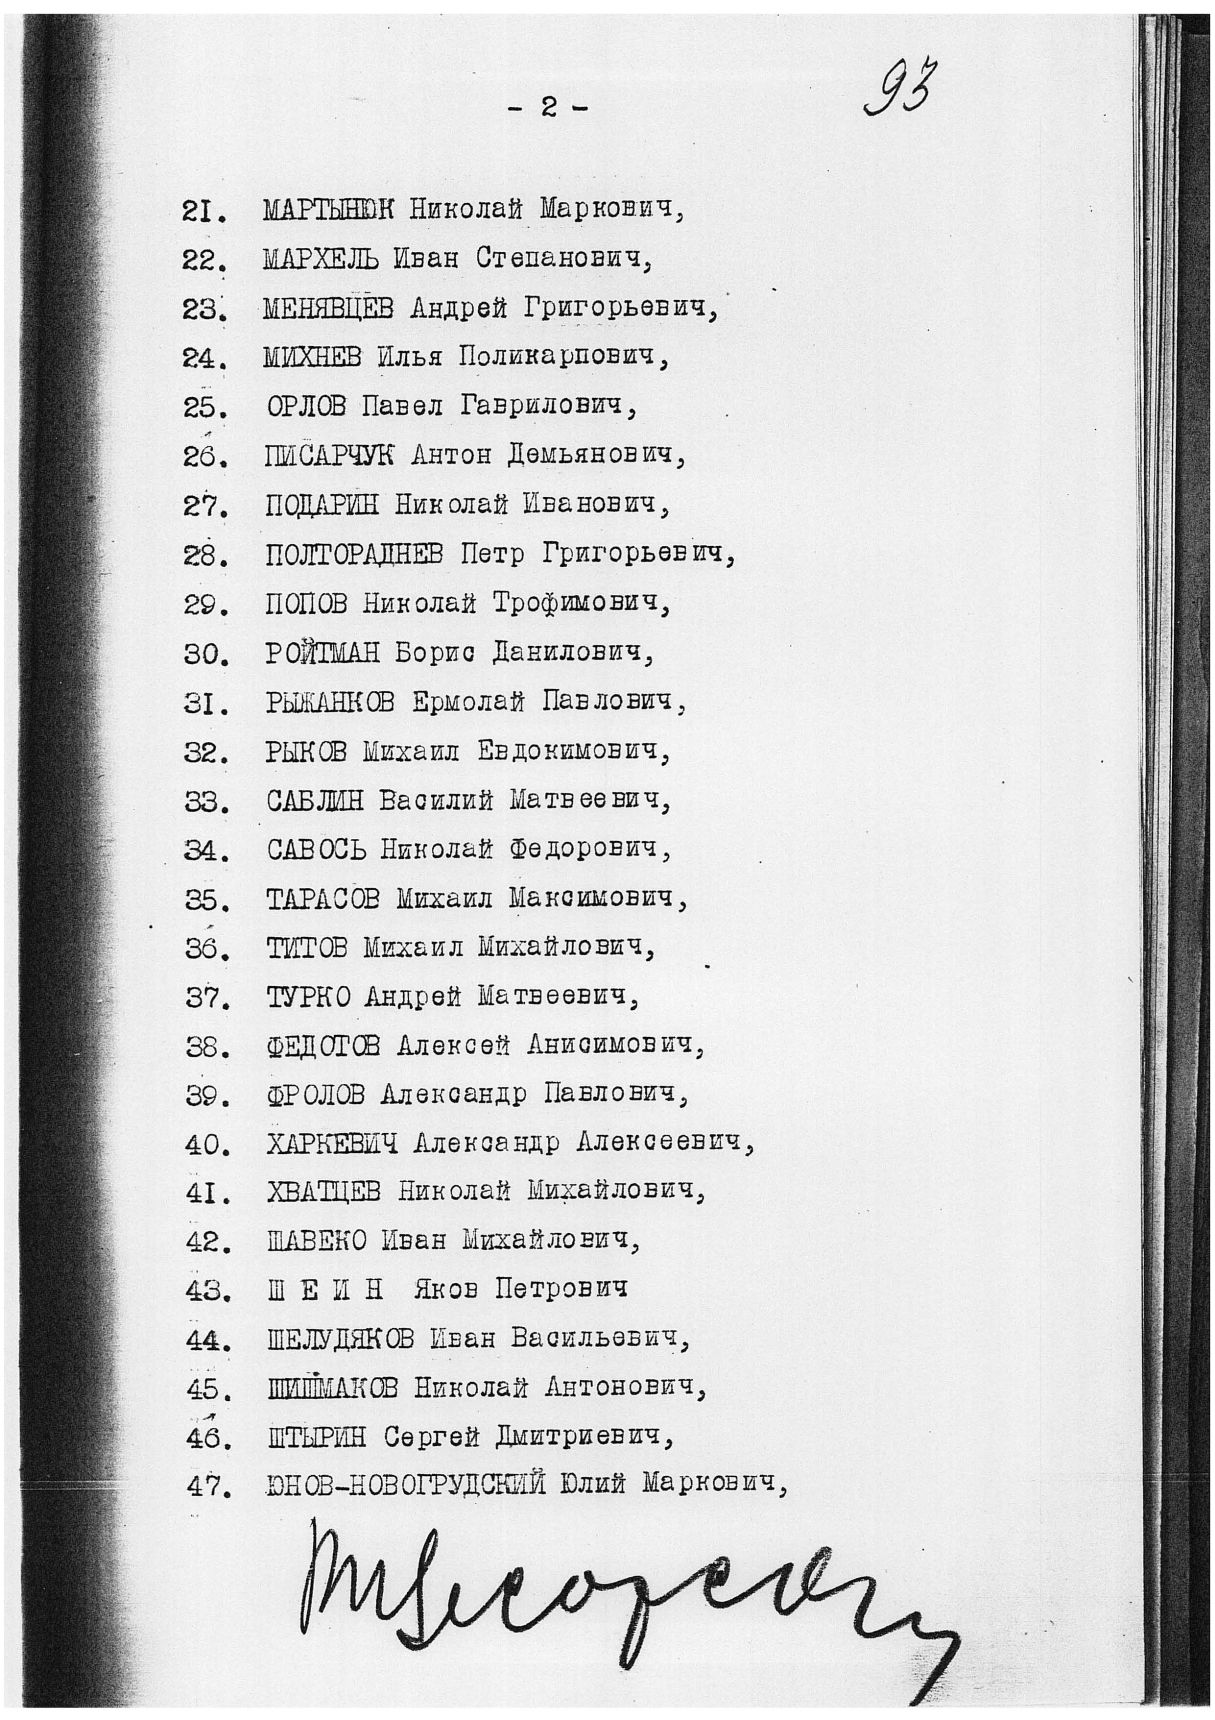 - 2 -
93
21. МАРТЫНЮК Николай Маркович,
22. МАРХЕЛЬ Иван Степанович,
23. МЕНЯВЦЕВ Андрей Григорьевич,
24. МИХНЕВ Илья Поликарпович,
25. ОРЛОВ Павел Гаврилович,
26. ПИСАРЧУК Антон Демьянович,
27. ПОДАРИН Николай Иванович,
28. ПОЛТОРАДНЕВ Петр Григорьевич,
29. ПОПОВ Николай Трофимович,
30. РОЙТМАН Борис Данилович,
31. РЫЖАНКОВ Ермолай Павлович,
32. РЫКОВ Михаил Евдокимович,
33. САБЛИН Василий Матвеевич,
34. САВОСЬ Николай Федорович,
35. ТАРАСОВ Михаил Максимович,
36. ТИТОВ Михаил Михайлович,
37. ТУРКО Андрей Матвеевич,
38. ФЕДОТОВ Алексей Анисимович,
39. ФРОЛОВ Александр Павлович,
40. ХАРКЕВИЧ Александр Алексеевич,
41. ХВАТЦЕВ Николай Михайлович,
42. ШАВЕКО Иван Михайлович,
43. Ш Е И Н Яков Петрович
44. ШЕЛУДЯКОВ Иван Васильевич,
45. ШИШМАКОВ Николай Антонович,
46. ШТЫРИН Сергей Дмитриевич,
47. ЮНОВ-НОВОГРУДСКИЙ Юлий Маркович,